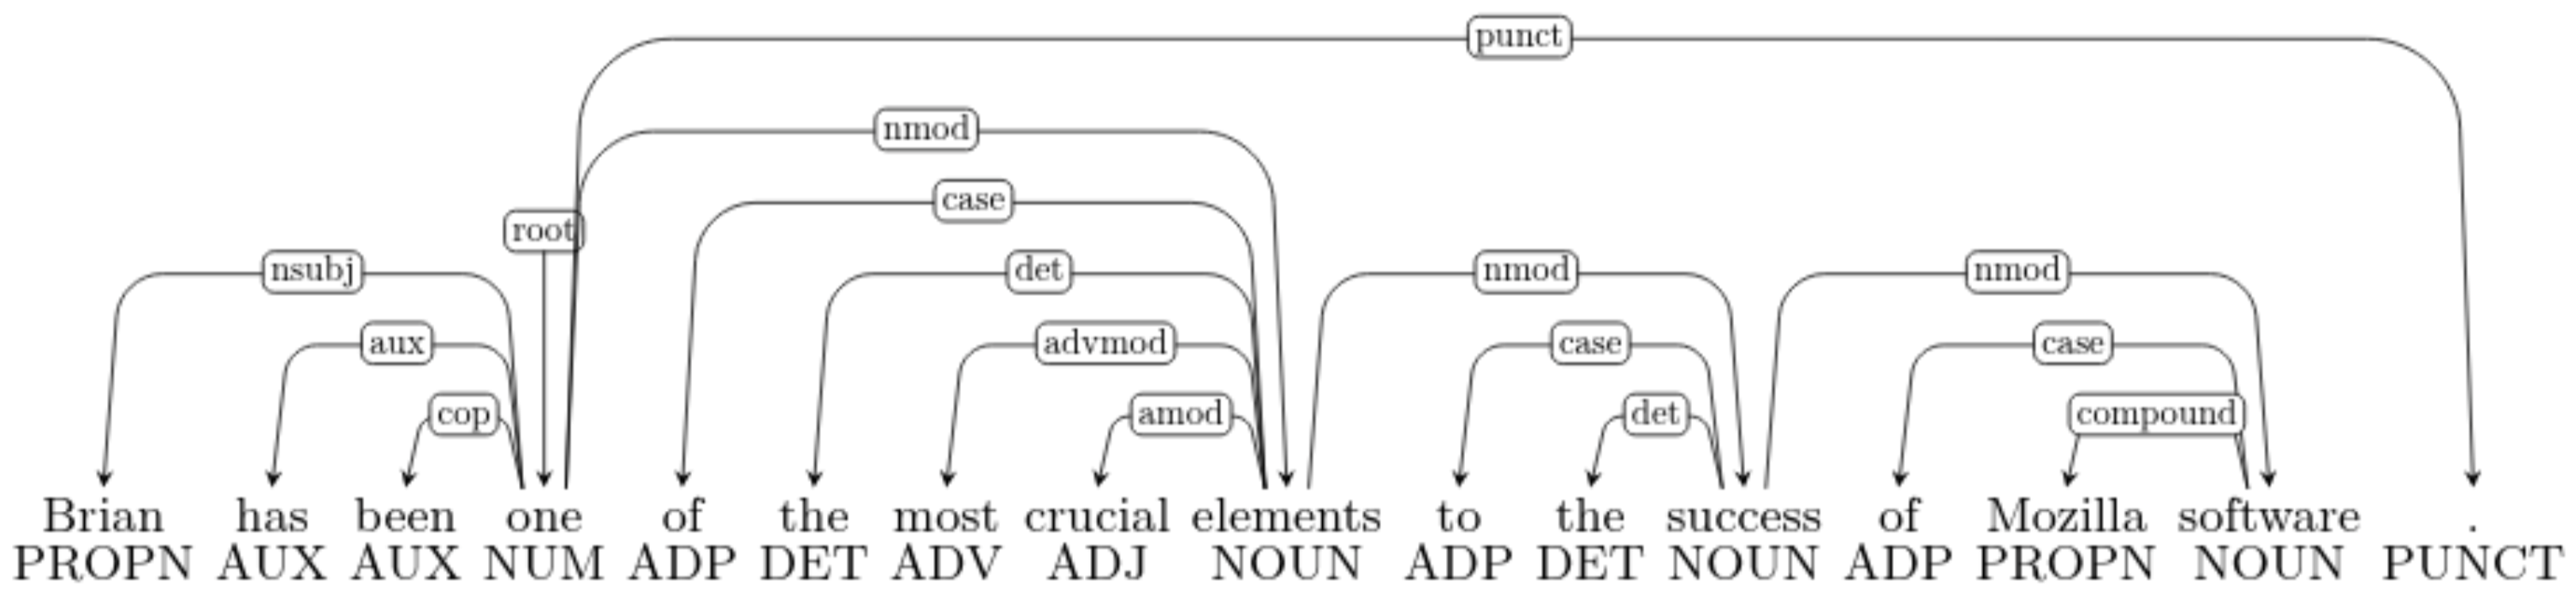 punct
nmod
case
root
nsubj det nmod nmod
aux advmod case case
cop amod det compound
Brian has been one of the most crucial elements to the success of Mozilla software .
PROPN AUX AUX NUM ADP DET ADV ADJ NOUN ADP DET NOUN ADP PROPN NOUN PUNCT